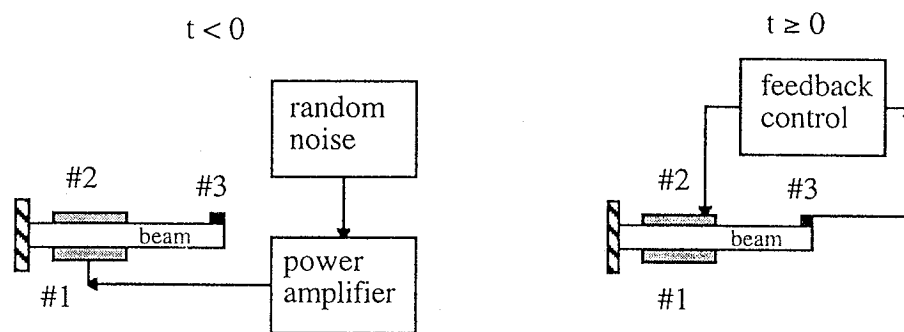 t < 0
random
noise
#2
#3
beam
#1
power
amplifier
t ≥ 0
feedback
control
#2
#3
beam
#1